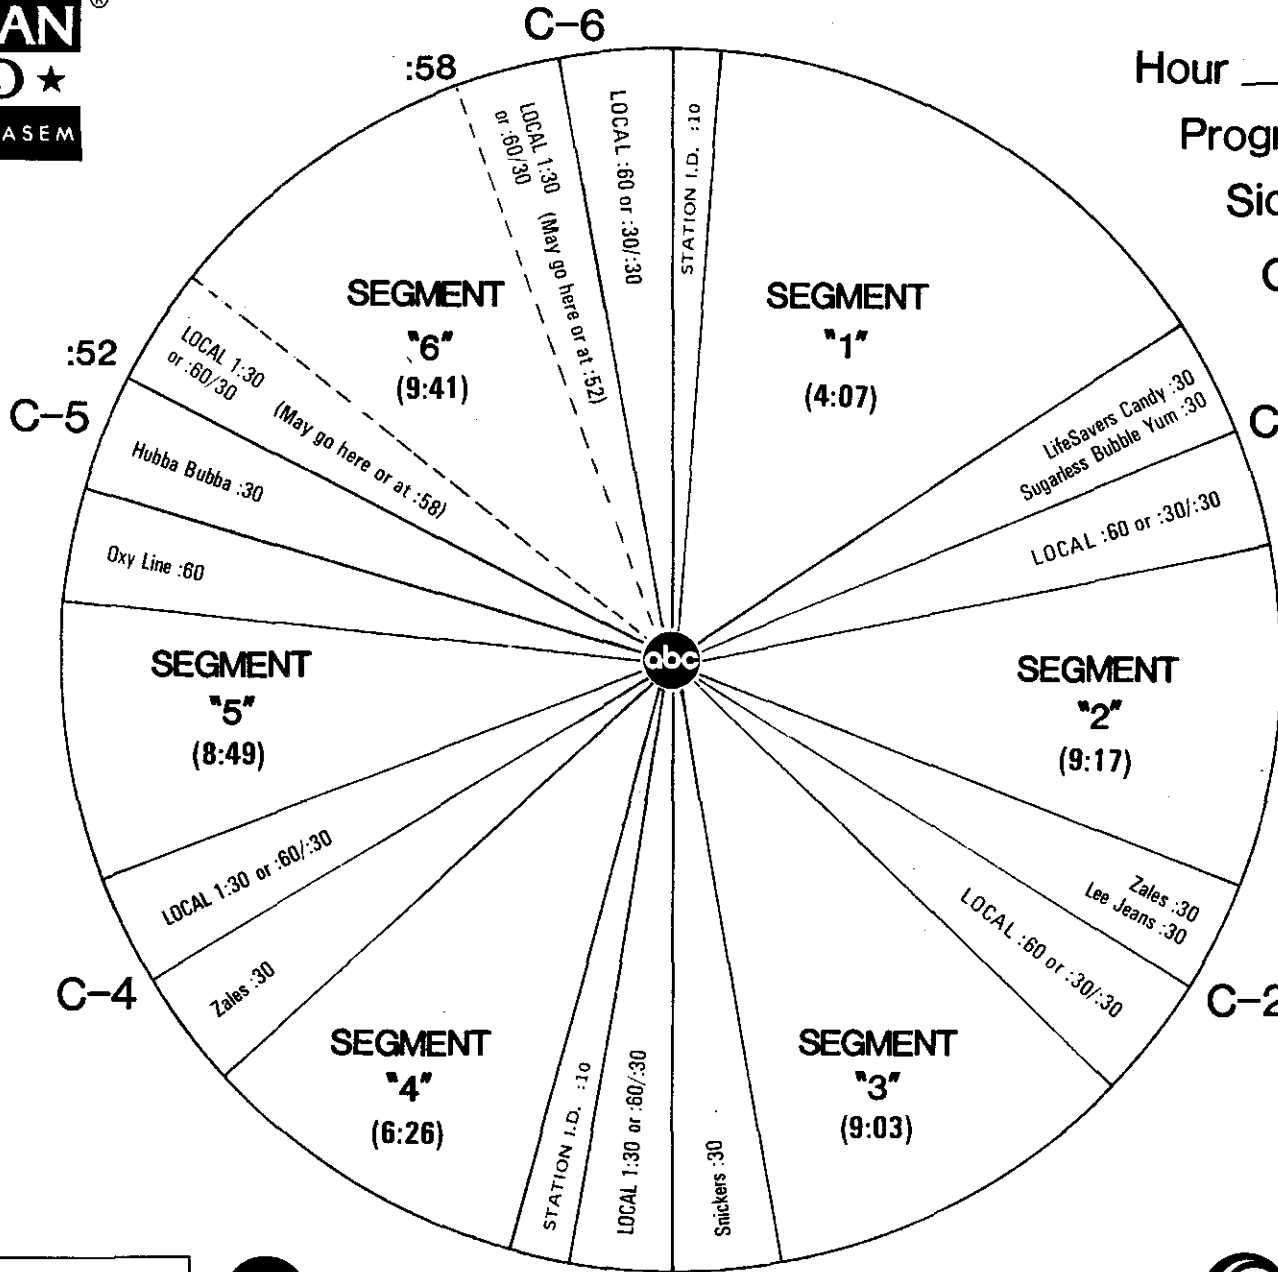 AN
®
★
ASEM
Hour
Progr
C-6
:58
LOCAL 1:30
or :60/30
(May go here or at :52)
LOCAL :60 or :30/:30
STATION I.D. :10
SEGMENT
"1"
(4:07)
LifeSavers Candy :30
Sugarless Bubble Yum :30
C
LOCAL :60 or :30/:30
SEGMENT
"2"
(9:17)
Zales :30
Lee Jeans :30
C-2
LOCAL :60 or :30/:30
SEGMENT
"3"
(9:03)
Snickers :30
LOCAL 1:30 or :60/:30
STATION I.D. :10
SEGMENT
"4"
(6:26)
Zales :30
C-4
LOCAL 1:30 or :60/:30
SEGMENT
"5"
(8:49)
Oxy Line :60
Hubba Bubba :30
C-5
:52
LOCAL 1:30
or :60/30
(May go here or at :58)
SEGMENT
"6"
(9:41)
abc